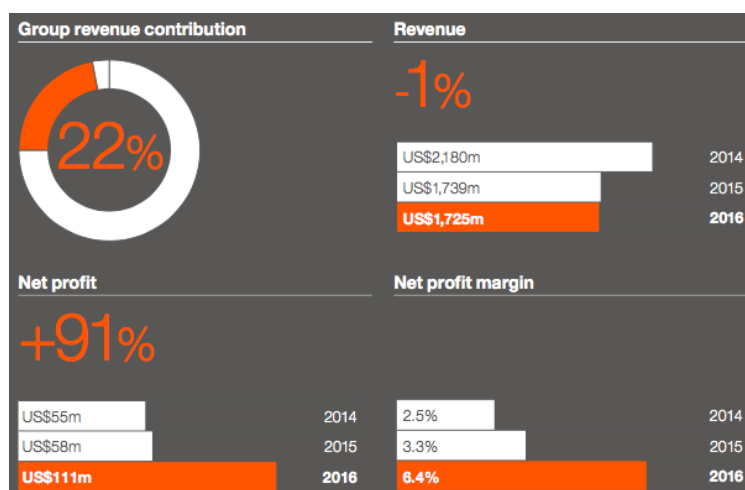 Group revenue contribution
22%
Revenue
-1%
US$2,180m 2014
US$1,739m 2015
US$1,725m 2016
Net profit
+91%
US$55m 2014
US$58m 2015
US$111m 2016
Net profit margin
2.5% 2014
3.3% 2015
6.4% 2016